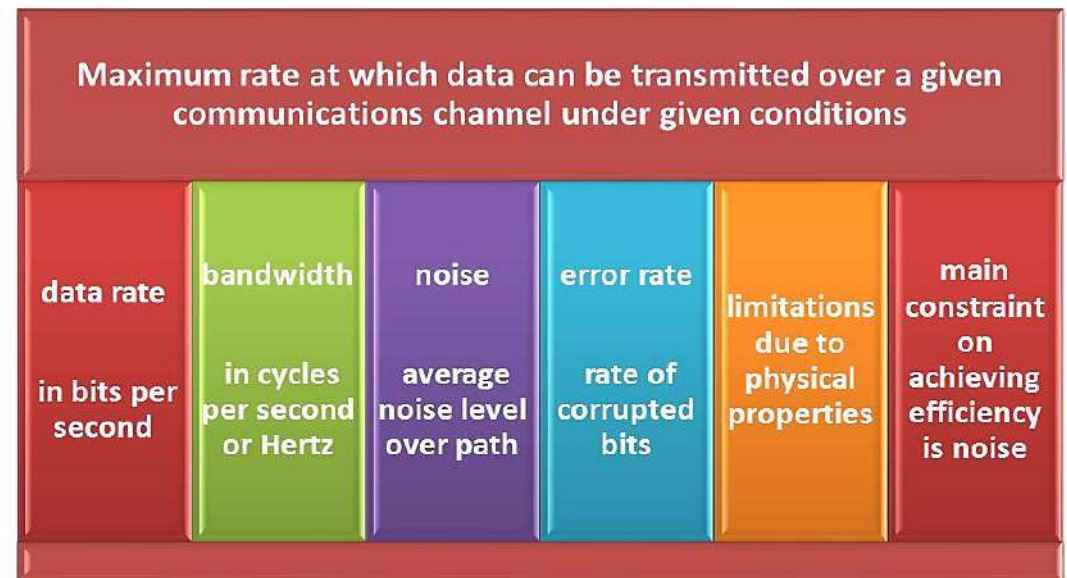 Maximum rate at which data can be transmitted over a given
communications channel under given conditions
data rate
in bits per
second
bandwidth
in cycles
per second
or Hertz
noise
average
noise level
over path
error rate
rate of
corrupted
bits
limitations
due to
physical
properties
main
constraint
on
achieving
efficiency
is noise